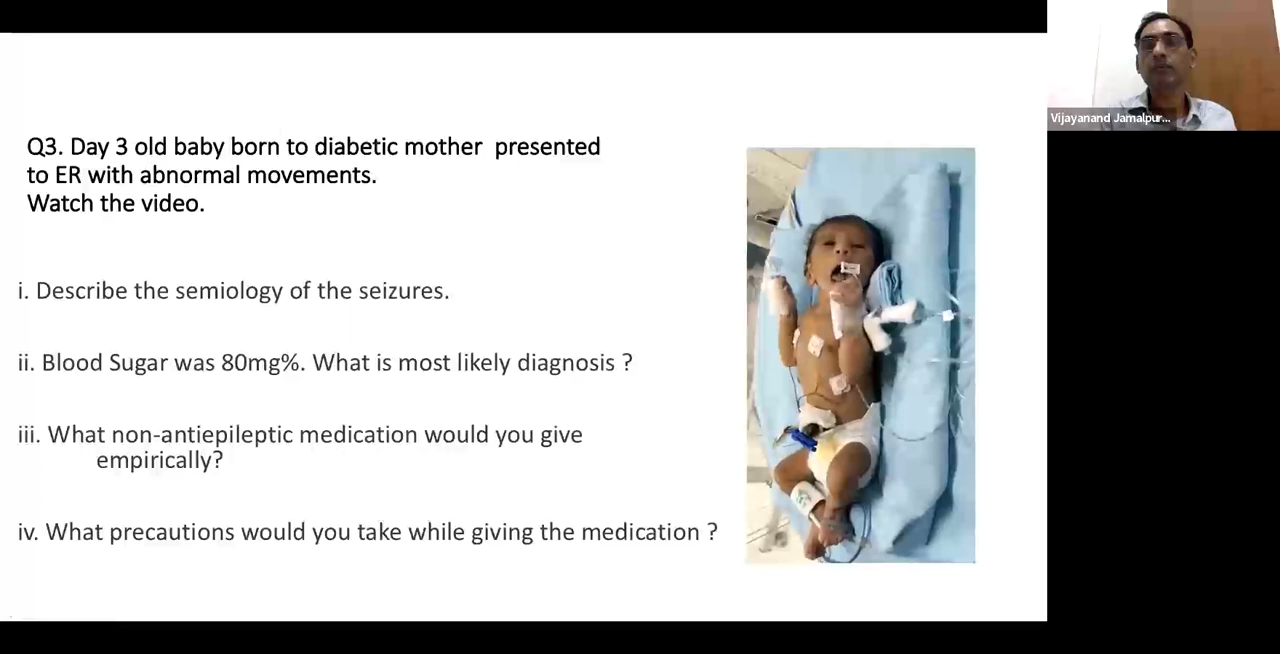 Vijayanand Jamalpur...
Q3. Day 3 old baby born to diabetic mother presented
to ER with abnormal movements.
Watch the video.
i. Describe the semiology of the seizures.
ii. Blood Sugar was 80mg%. What is most likely diagnosis ?
iii. What non-antiepileptic medication would you give
empirically?
iv. What precautions would you take while giving the medication ?